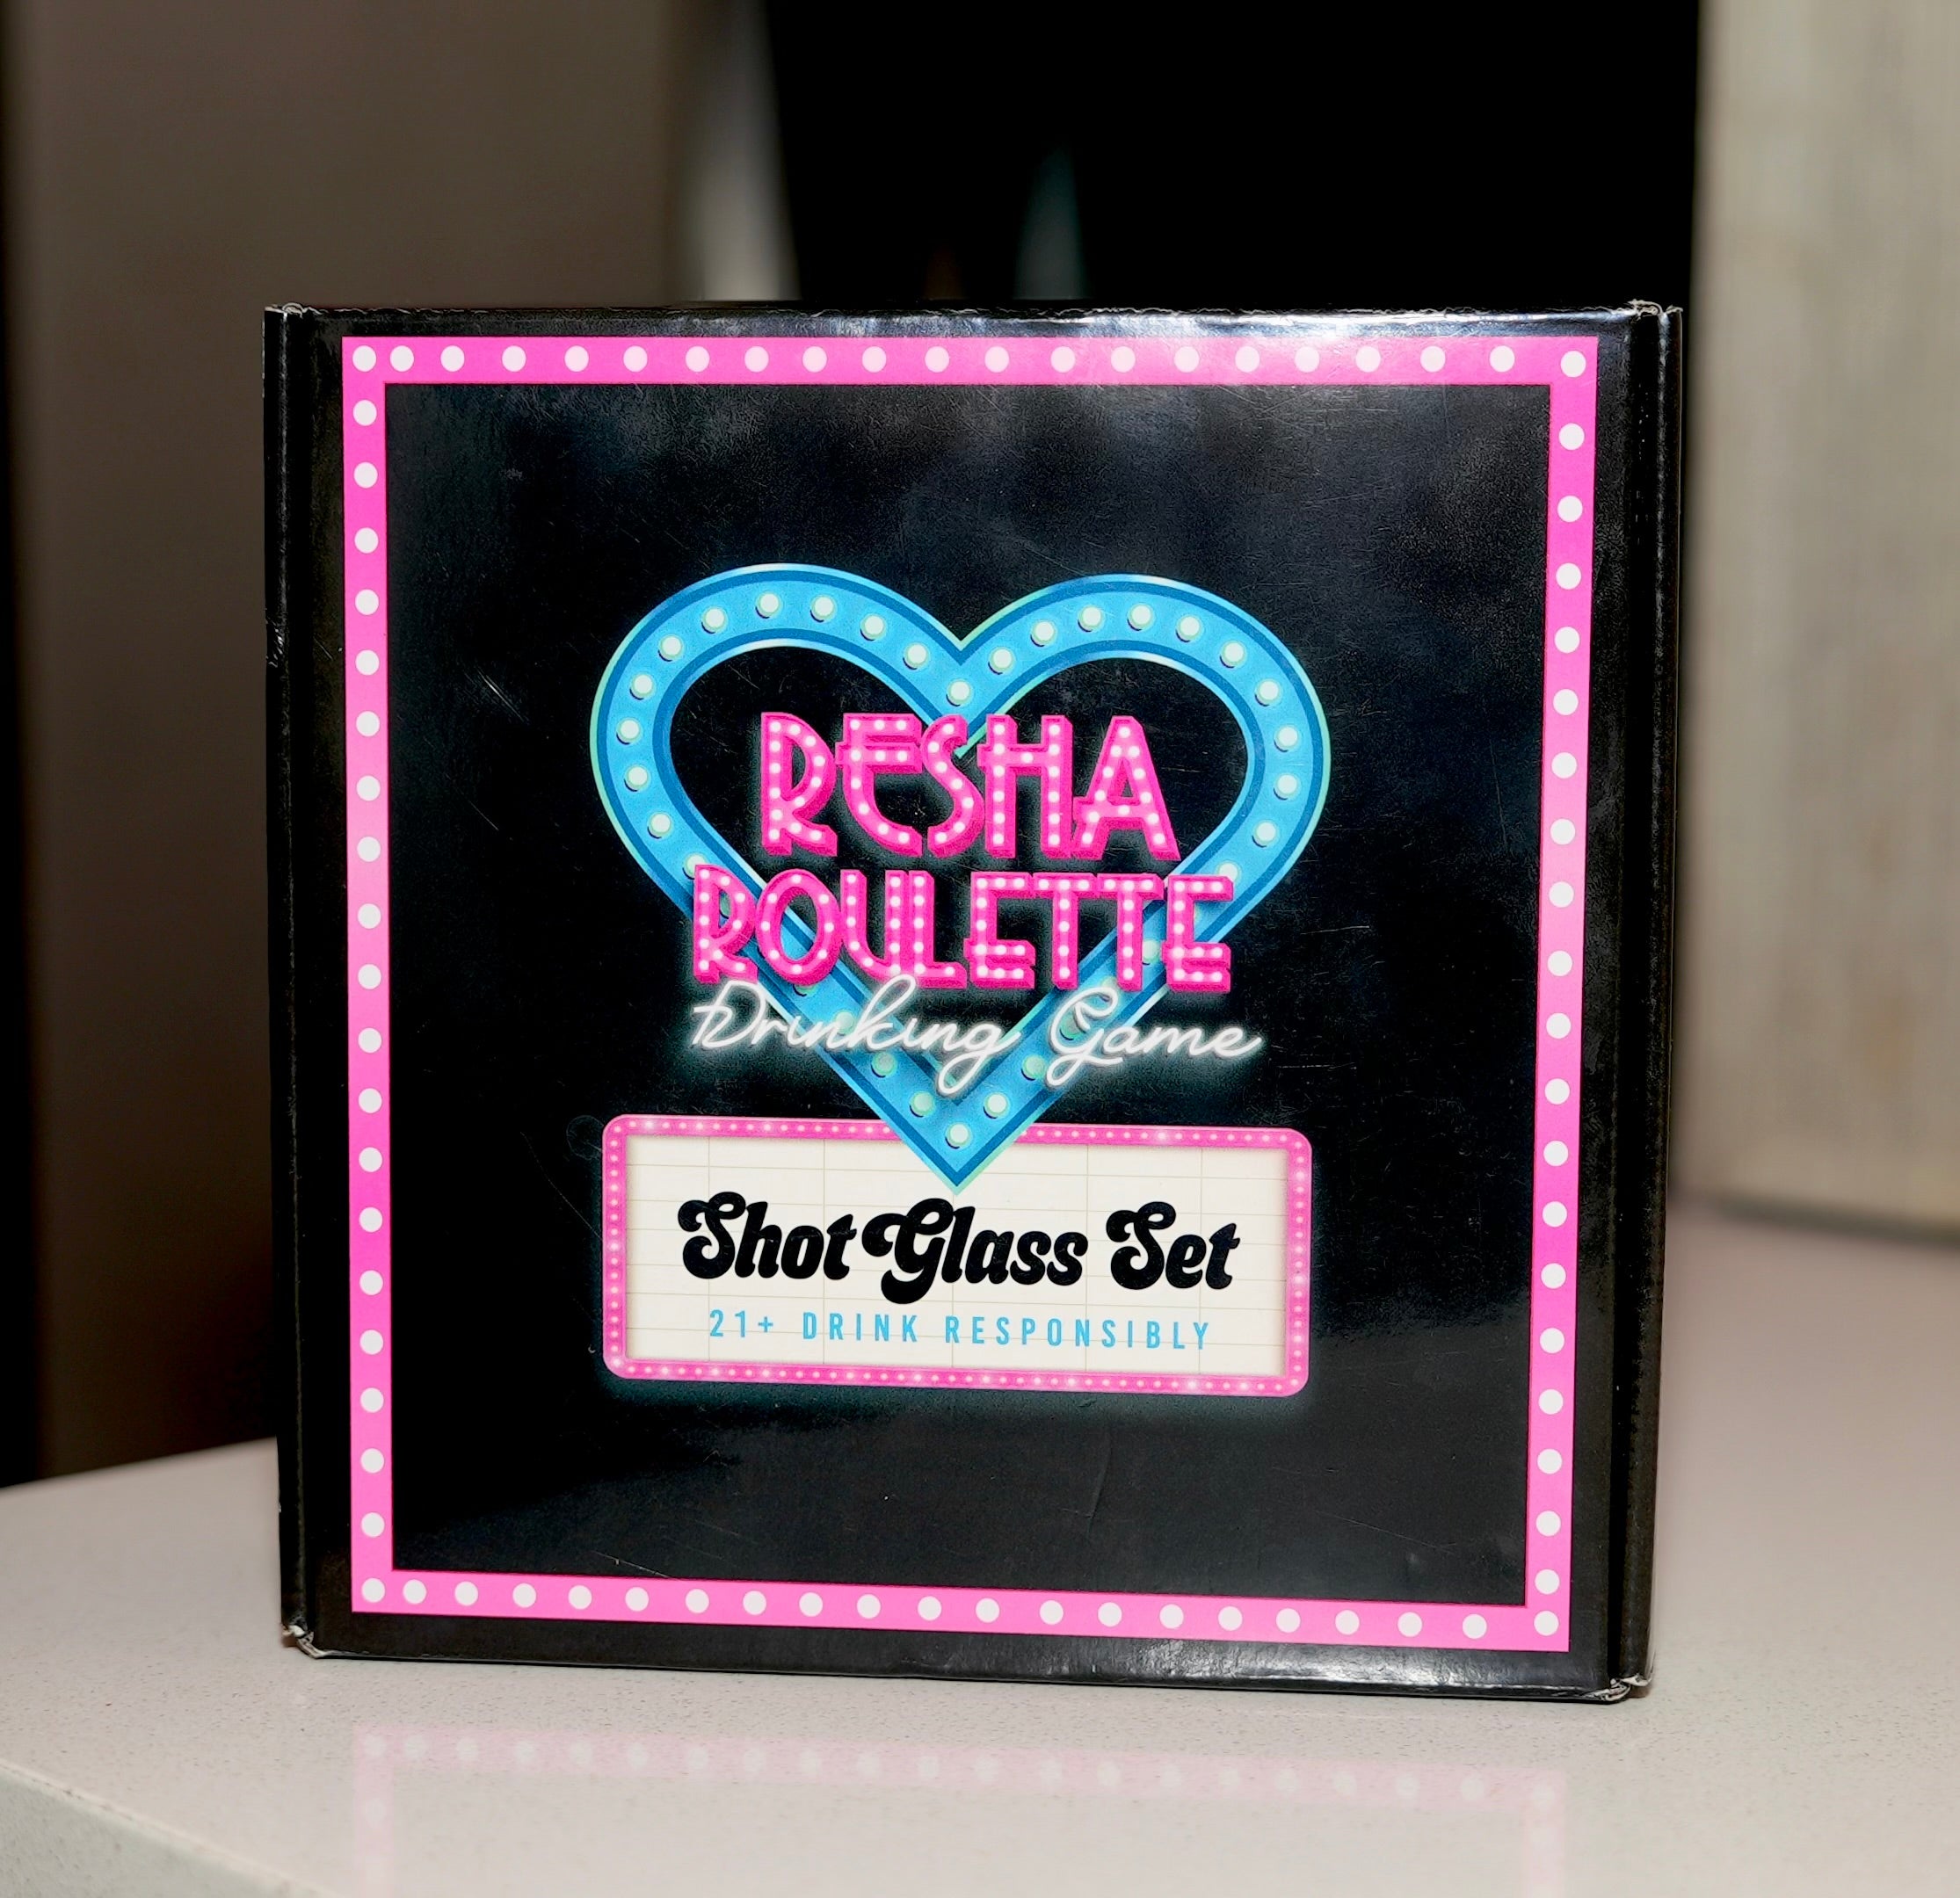 RESHA
ROULETTE
Drinking Game
Shot Glass Set
21+ DRINK RESPONSIBLY